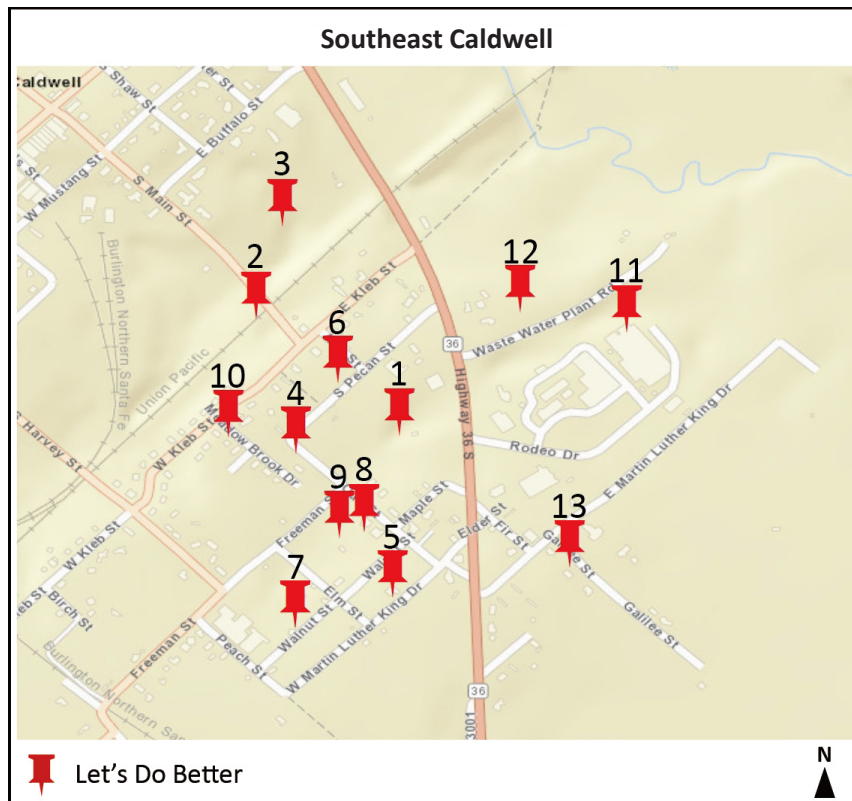 Southeast Caldwell
Caldwell
S Shaw St
E Buffalo St
W Mustang St
S Main St
3
Burlington Northern Santa Fe
2
12
11
E Kleb St
6
36
Waste Water Plant Rd
Union Pacific
S Pecan St
10
4
1
Highway 36 S
Meadow Brook Dr
W Kleb St
S Harvey St
Rodeo Dr
E Martin Luther King Dr
9
8
Maple St
Freeman St
Elder St
Fir St
13
W Kleb St
5
Galilee St
7
Elm St
Walnut St
W Martin Luther King Dr
Galilee St
Birch St
Freeman St
Peach St
Burlington Northern
36
3001
Let's Do Better
N